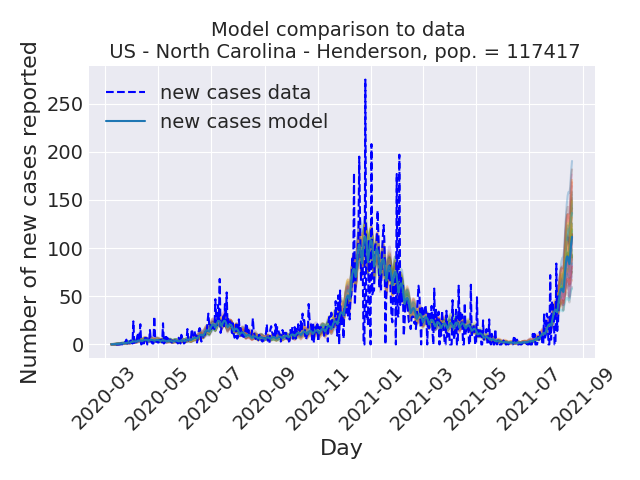 Model comparison to data
US - North Carolina - Henderson, pop. = 117417
Number of new cases reported
new cases data
new cases model
250
200
150
100
50
0
2020-03
2020-05
2020-07
2020-09
2020-11
2021-01
2021-03
2021-05
2021-07
2021-09
Day